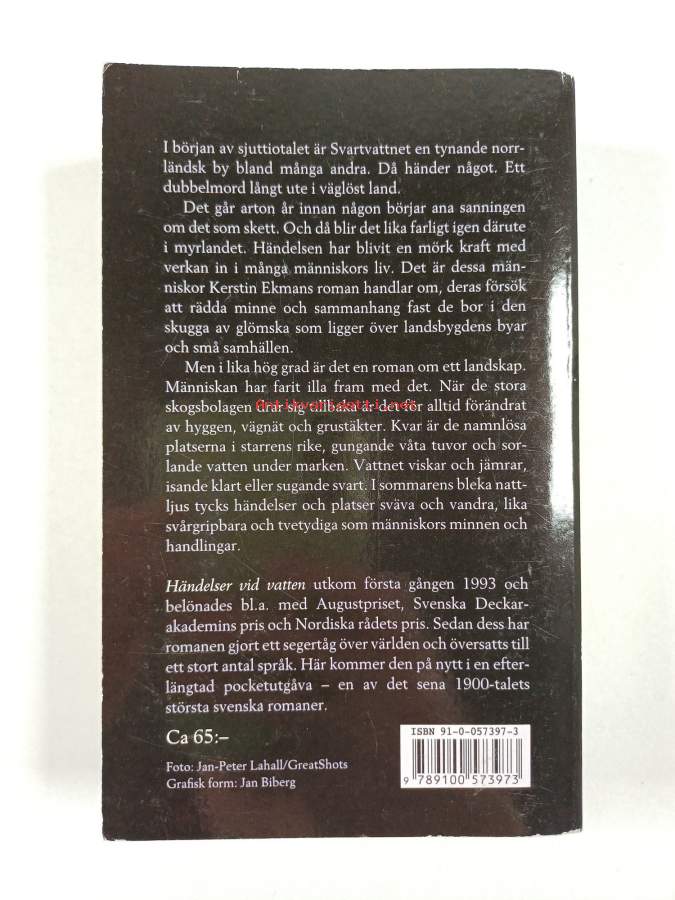 I början av sjuttiotalet är Svartvattnet en tynande norr-
ländsk by bland många andra. Då händer något. Ett
dubbelmord långt ute i väglöst land.
Det går arton år innan någon börjar ana sanningen
om det som skett. Och då blir det lika farligt igen därute
i myrlandet. Händelsen har blivit en mörk kraft med
verkan in i många människors liv. Det är dessa män-
niskor Kerstin Ekmans roman handlar om, deras försök
att rädda minne och sammanhang fast de bor i den
skugga av glömska som ligger över landsbygdens byar
och små samhällen.
Men i lika hög grad är det en roman om ett landskap.
Människan har farit illa fram med det. När de stora
skogsbolagen drar sig tillbaka är det för alltid förändrat
av hyggen, vägnät och grustäkter. Kvar är de namnlösa
platserna i starrens rike, gungande våta tuvor och sor-
lande vatten under marken. Vattnet viskar och jämrar,
isande klart eller sugande svart. I sommarens bleka natt-
ljus tycks händelser och platser sväva och vandra, lika
svårgripbara och tvetydiga som människors minnen och
handlingar.
Händelser vid vatten utkom första gången 1993 och
belönades bl.a. med Augustpriset, Svenska Deckar-
akademins pris och Nordiska rådets pris. Sedan dess har
romanen gjort ett segertåg över världen och översatts till
ett stort antal språk. Här kommer den på nytt i en efter-
längtad pocketutgåva – en av det sena 1900-talets
största svenska romaner.
Ca 65:–
Foto: Jan-Peter Lahall/GreatShots
Grafisk form: Jan Biberg
ISBN 91-0-057397-3
9 789100 573973